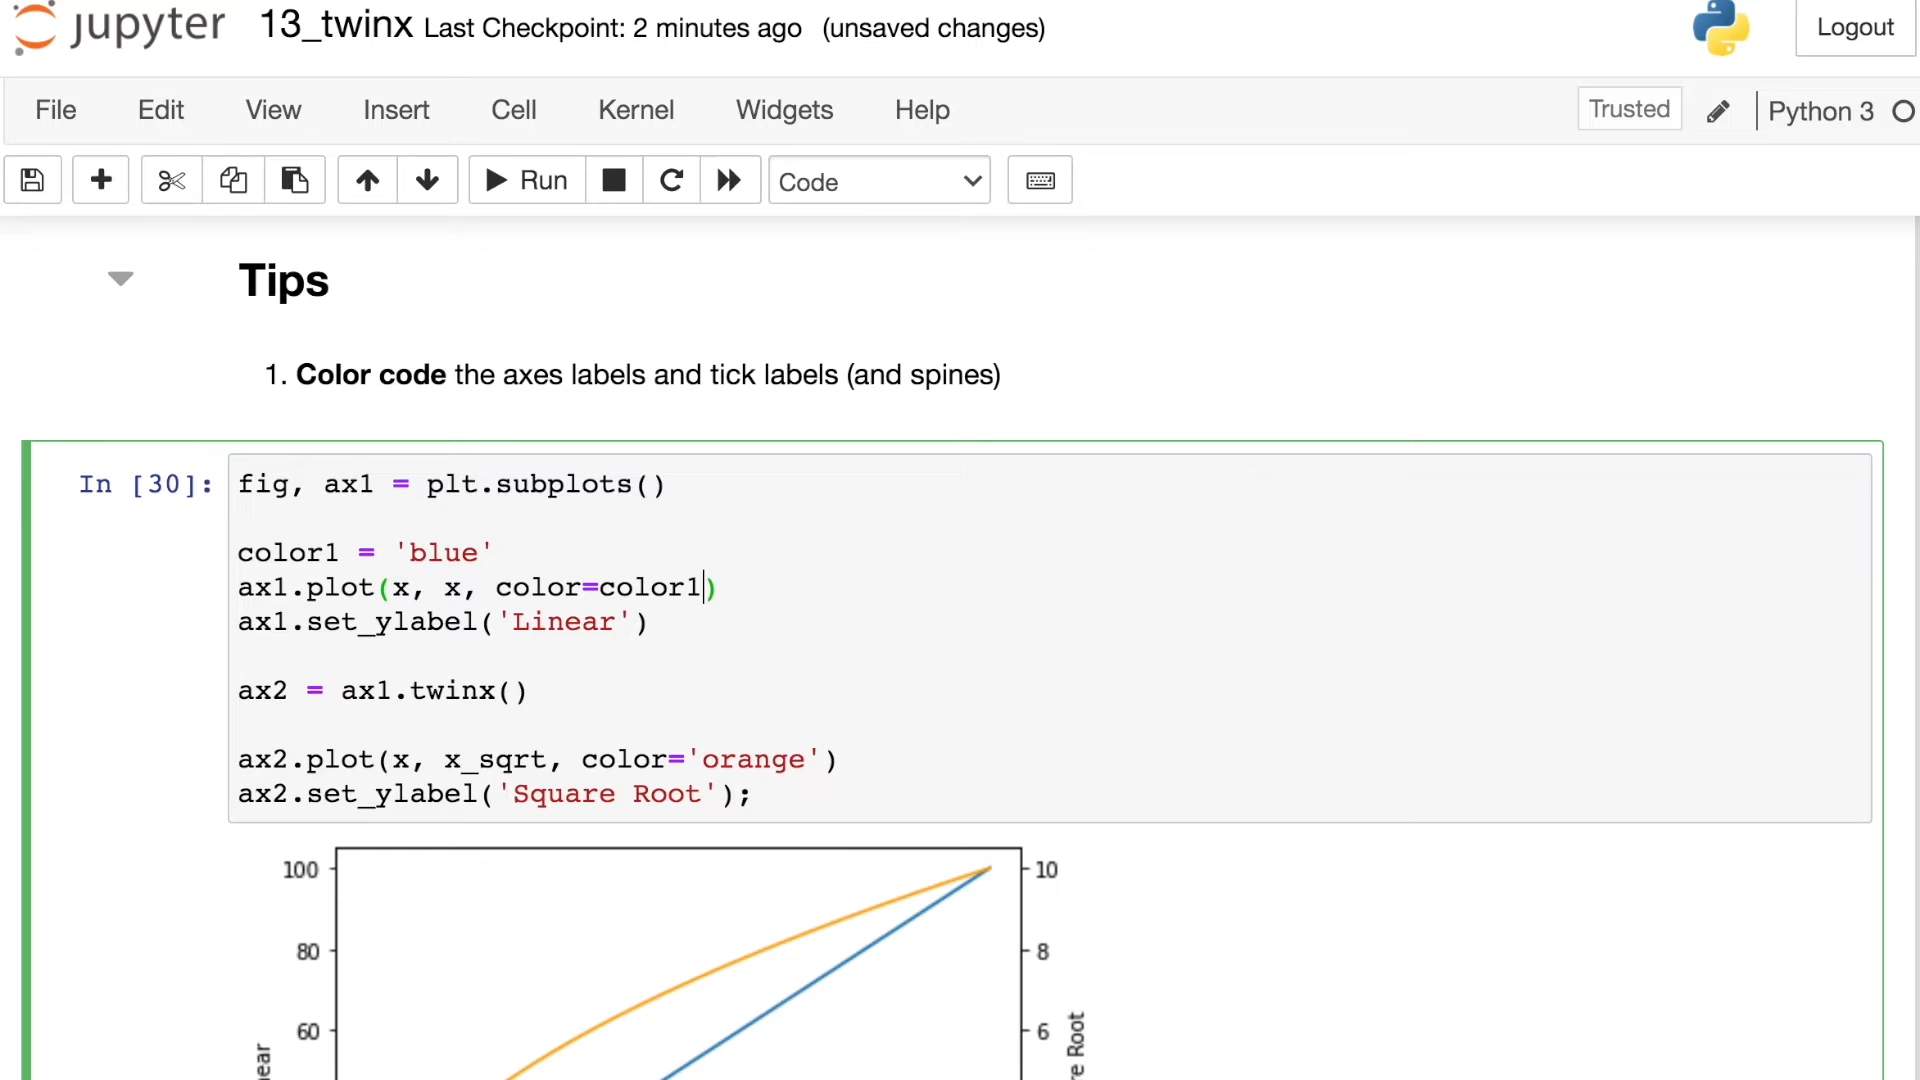 jupyter 13_twinx Last Checkpoint: 2 minutes ago (unsaved changes) Logout
File Edit View Insert Cell Kernel Widgets Help Trusted Python 3
Run Code
Tips
1. Color code the axes labels and tick labels (and spines)
In [30]: fig, ax1 = plt.subplots()
color1 = 'blue'
ax1.plot(x, x, color=color1)
ax1.set_ylabel('Linear')
ax2 = ax1.twinx()
ax2.plot(x, x_sqrt, color='orange')
ax2.set_ylabel('Square Root');
100 10
80 8
60 6
Root